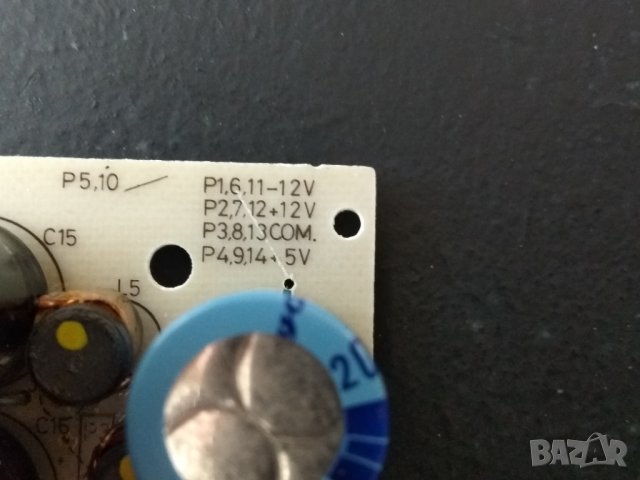 P5,10
P1,6,11-12V
P2,7,12+12V
P3,8,13COM.
P4,9,14+5V
C15
L5
C16
20
BAZAR